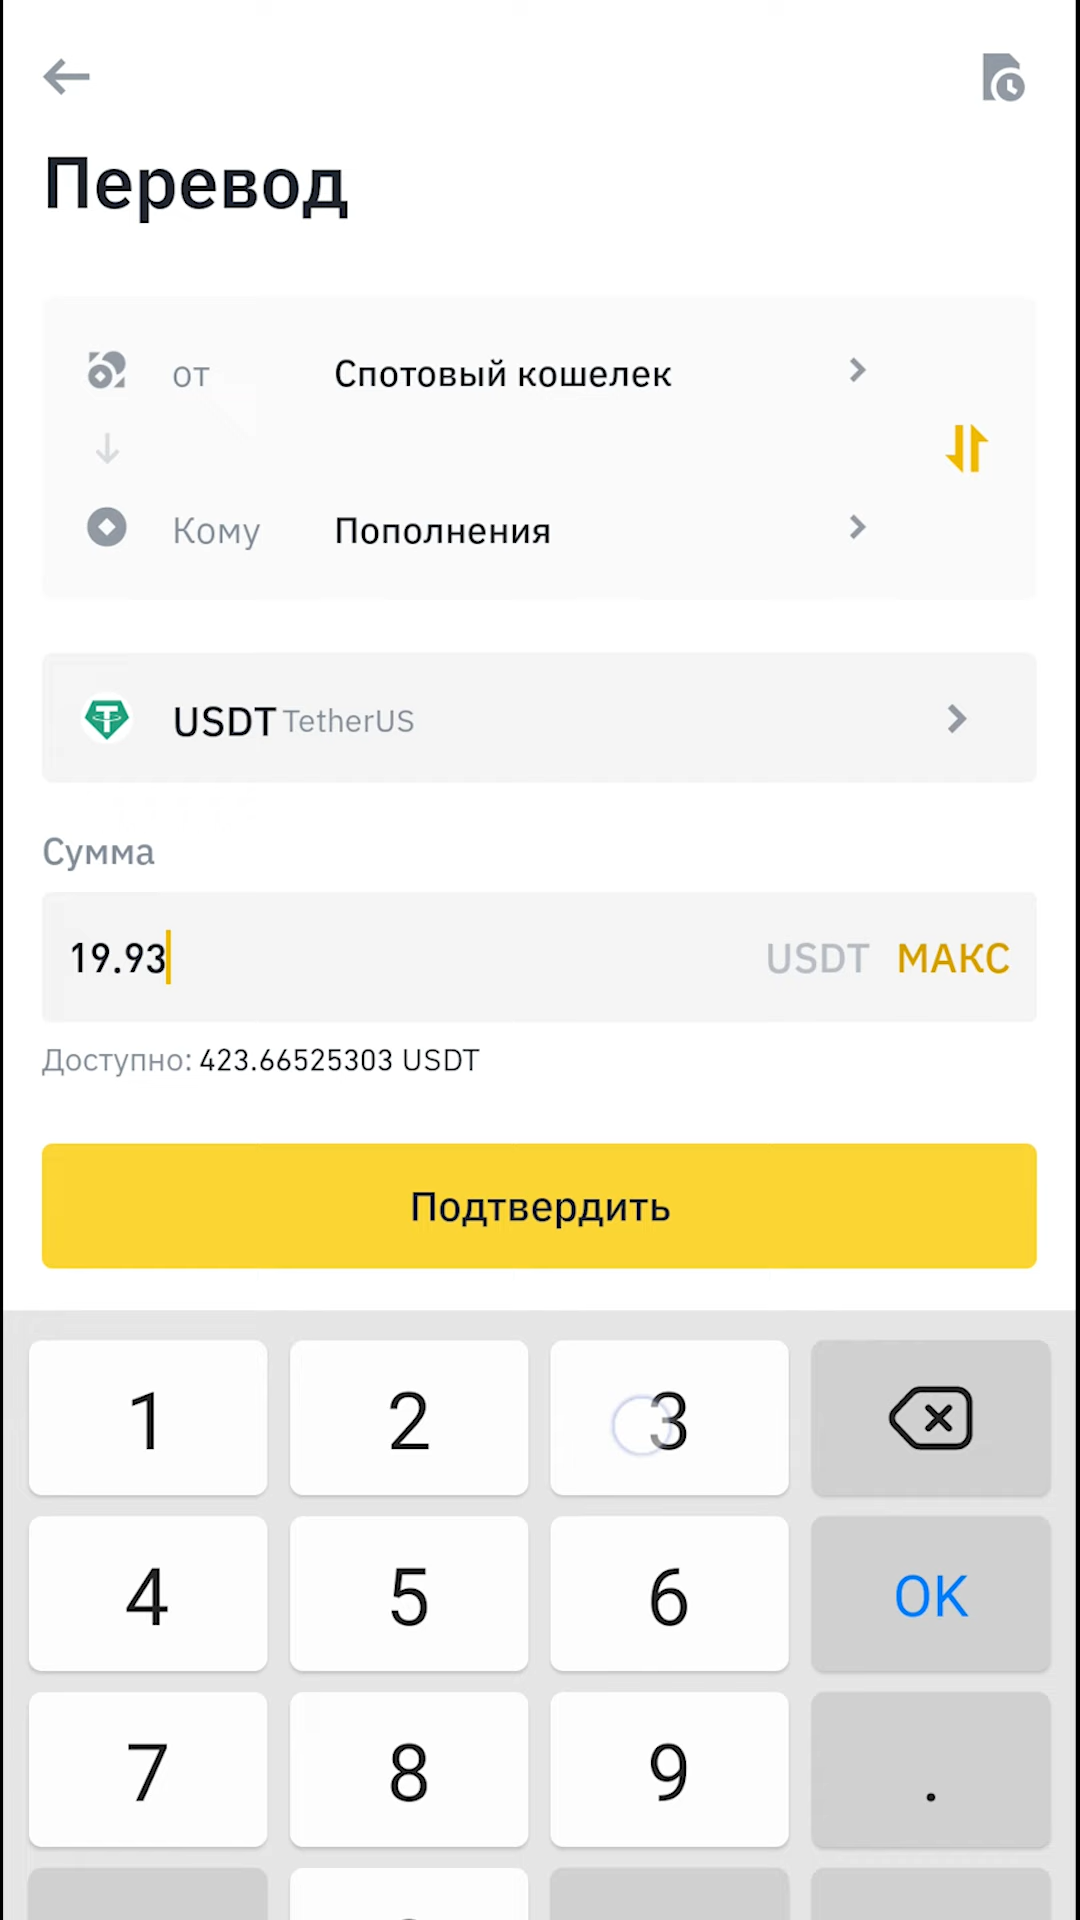 Перевод
от Спотовый кошелек
Кому Пополнения
USDT TetherUS
Сумма
19.93 USDT МАКС
Доступно: 423.66525303 USDT
Подтвердить
1 2 3
4 5 6 OK
7 8 9 .